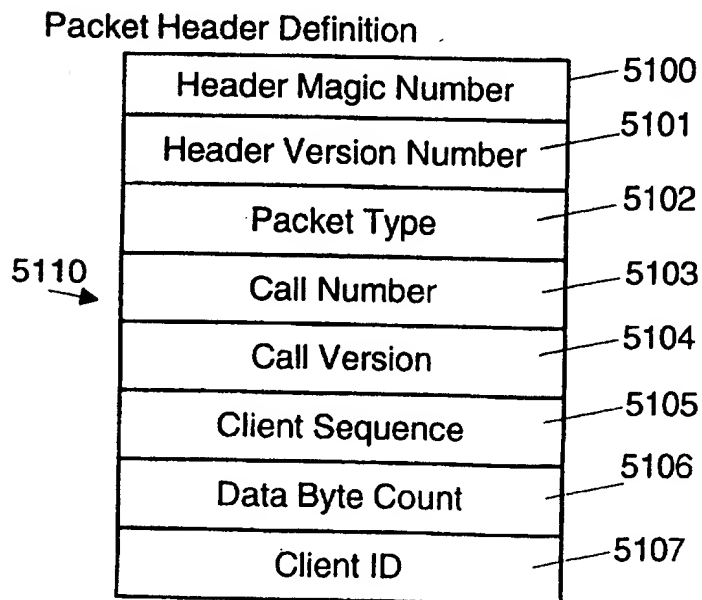 Packet Header Definition
Header Magic Number 5100
Header Version Number 5101
Packet Type 5102
5110 Call Number 5103
Call Version 5104
Client Sequence 5105
Data Byte Count 5106
Client ID 5107